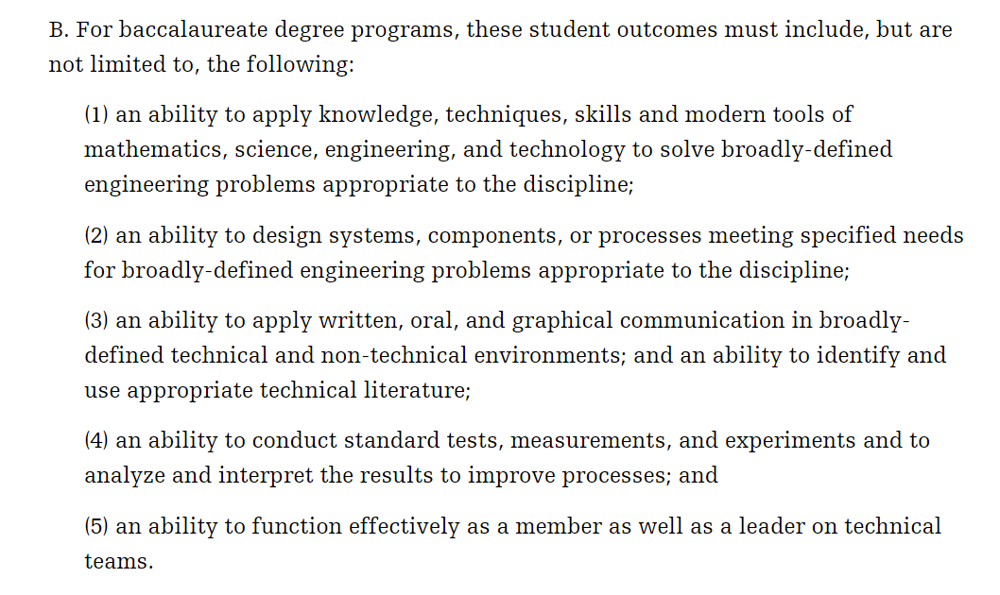 B. For baccalaureate degree programs, these student outcomes must include, but are
not limited to, the following:
(1) an ability to apply knowledge, techniques, skills and modern tools of
mathematics, science, engineering, and technology to solve broadly-defined
engineering problems appropriate to the discipline;
(2) an ability to design systems, components, or processes meeting specified needs
for broadly-defined engineering problems appropriate to the discipline;
(3) an ability to apply written, oral, and graphical communication in broadly-
defined technical and non-technical environments; and an ability to identify and
use appropriate technical literature;
(4) an ability to conduct standard tests, measurements, and experiments and to
analyze and interpret the results to improve processes; and
(5) an ability to function effectively as a member as well as a leader on technical
teams.